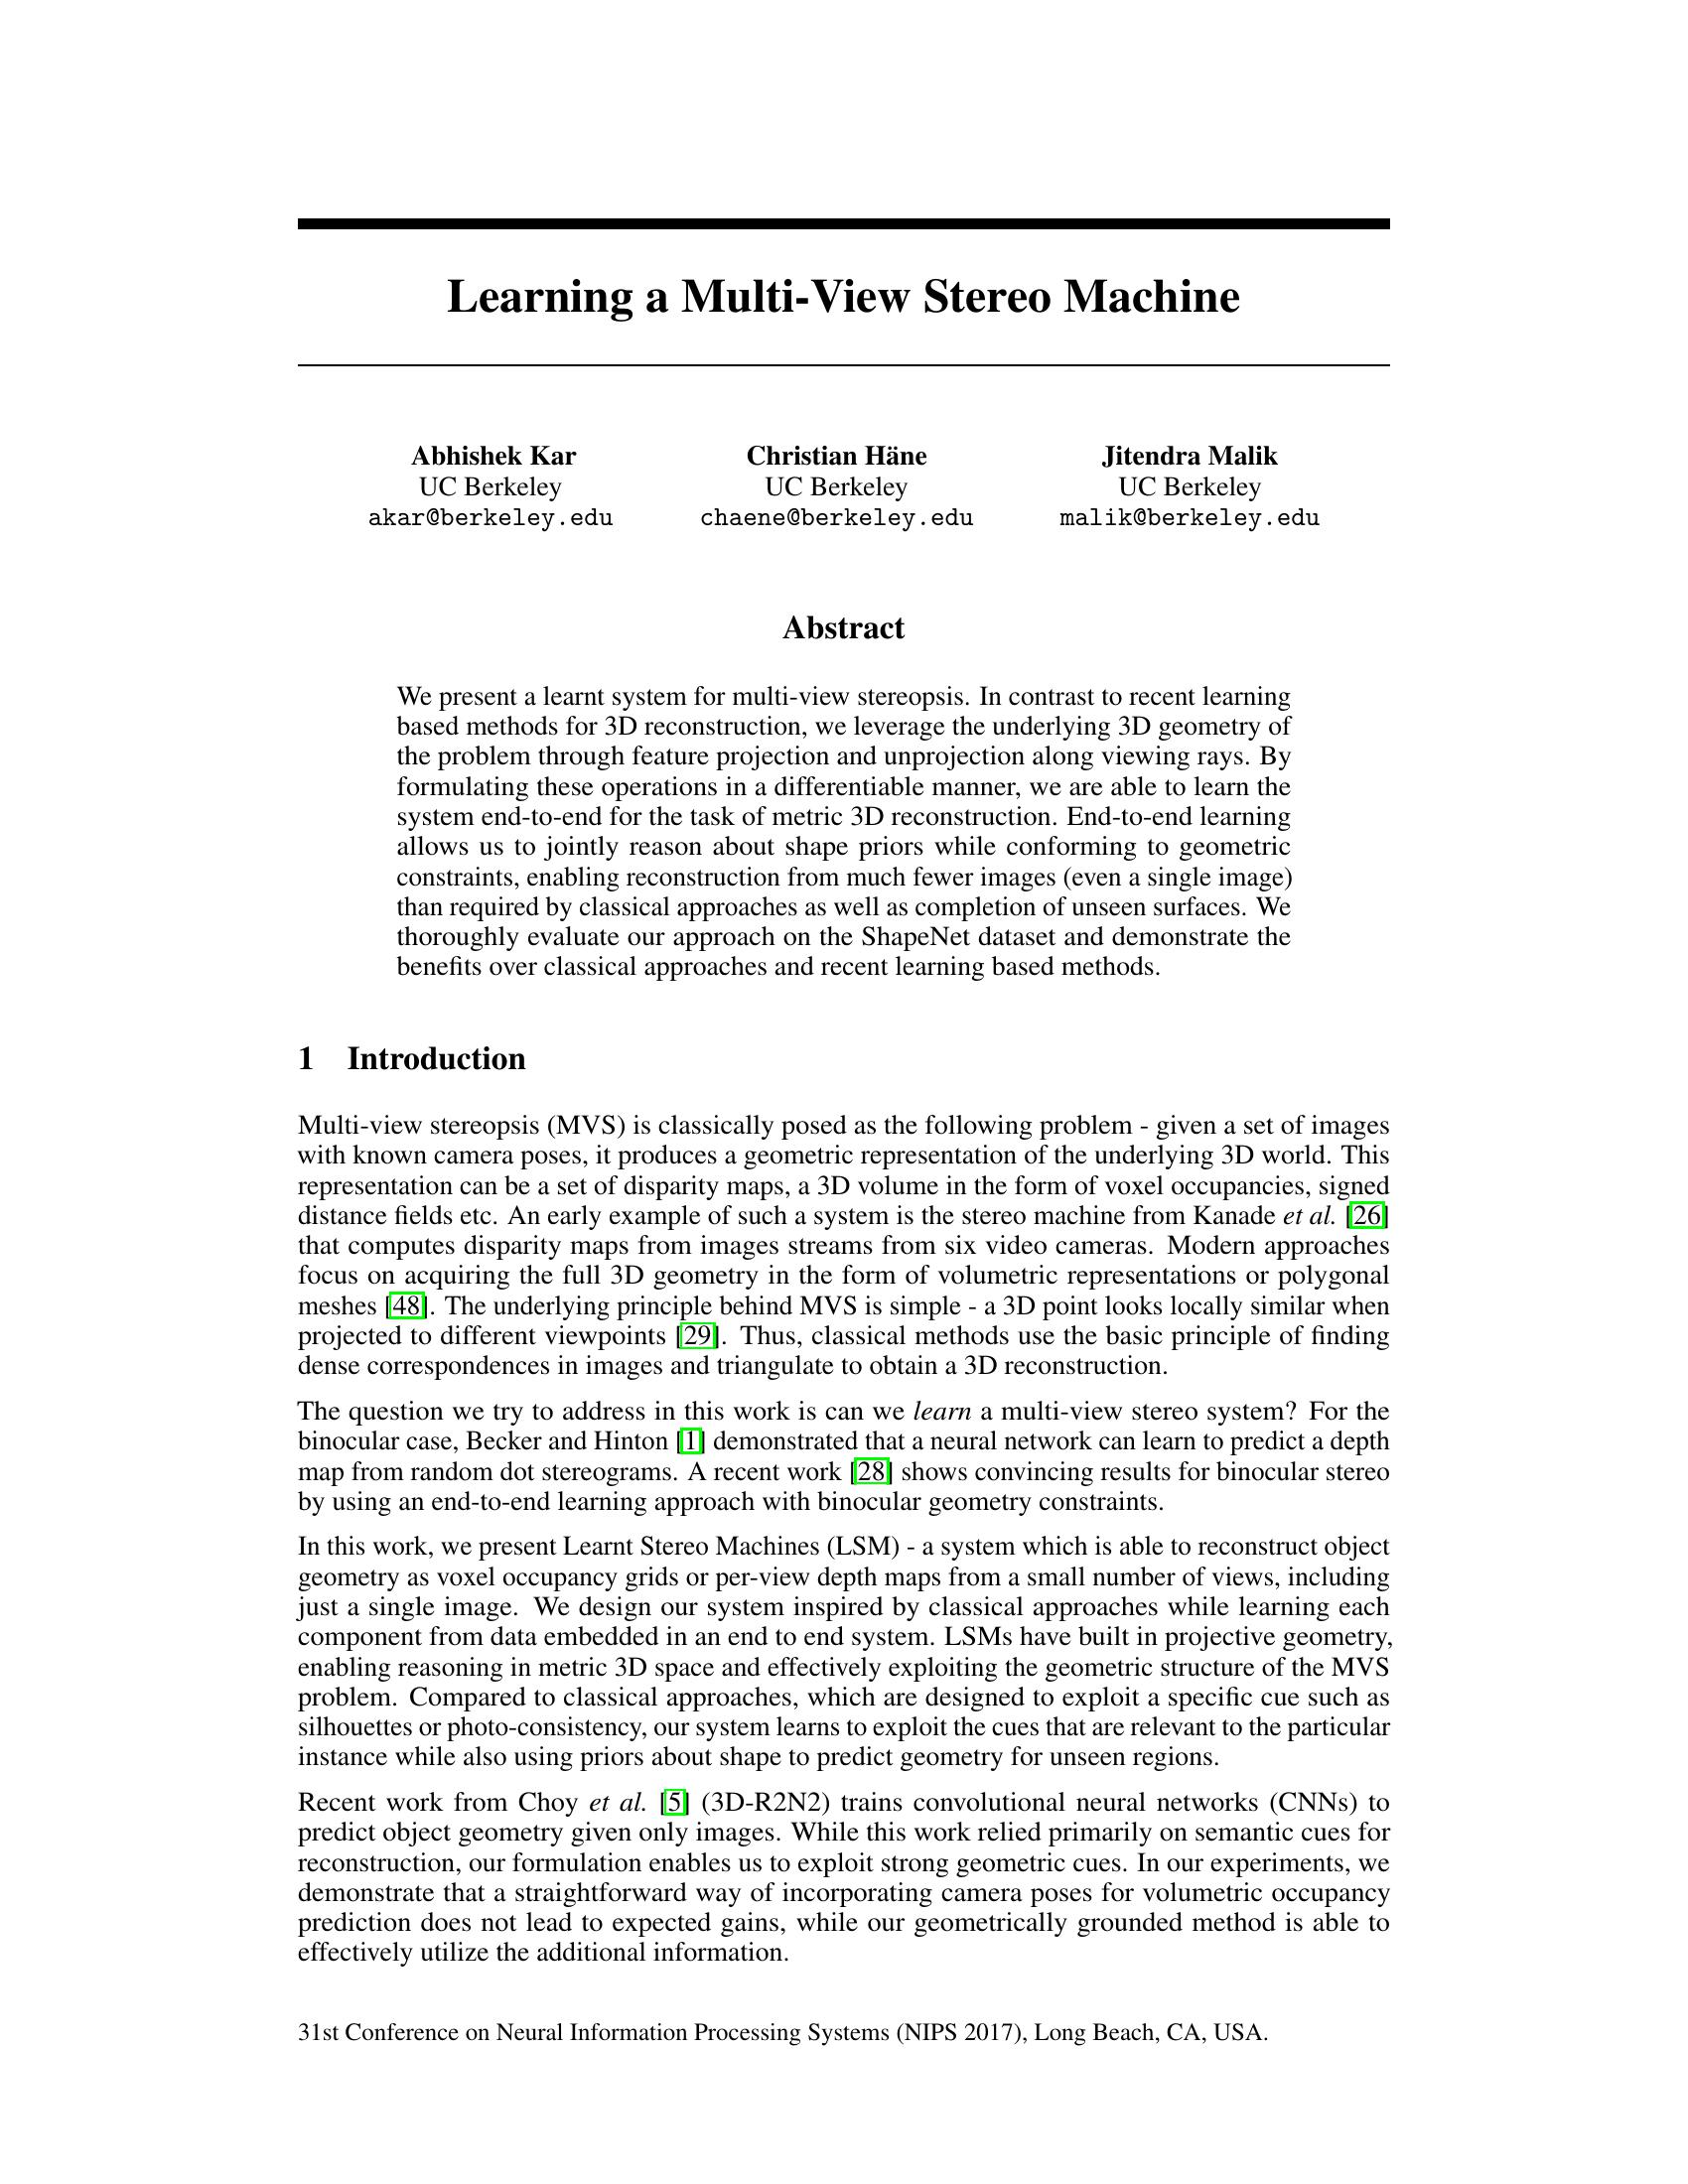 Learning a Multi-View Stereo Machine
Abhishek Kar
UC Berkeley
akar@berkeley.edu
Christian Häne
UC Berkeley
chaene@berkeley.edu
Jitendra Malik
UC Berkeley
malik@berkeley.edu
Abstract
We present a learnt system for multi-view stereopsis. In contrast to recent learning
based methods for 3D reconstruction, we leverage the underlying 3D geometry of
the problem through feature projection and unprojection along viewing rays. By
formulating these operations in a differentiable manner, we are able to learn the
system end-to-end for the task of metric 3D reconstruction. End-to-end learning
allows us to jointly reason about shape priors while conforming to geometric
constraints, enabling reconstruction from much fewer images (even a single image)
than required by classical approaches as well as completion of unseen surfaces. We
thoroughly evaluate our approach on the ShapeNet dataset and demonstrate the
benefits over classical approaches and recent learning based methods.
1 Introduction
Multi-view stereopsis (MVS) is classically posed as the following problem - given a set of images
with known camera poses, it produces a geometric representation of the underlying 3D world. This
representation can be a set of disparity maps, a 3D volume in the form of voxel occupancies, signed
distance fields etc. An early example of such a system is the stereo machine from Kanade et al. [26]
that computes disparity maps from images streams from six video cameras. Modern approaches
focus on acquiring the full 3D geometry in the form of volumetric representations or polygonal
meshes [48]. The underlying principle behind MVS is simple - a 3D point looks locally similar when
projected to different viewpoints [29]. Thus, classical methods use the basic principle of finding
dense correspondences in images and triangulate to obtain a 3D reconstruction.
The question we try to address in this work is can we learn a multi-view stereo system? For the
binocular case, Becker and Hinton [1] demonstrated that a neural network can learn to predict a depth
map from random dot stereograms. A recent work [28] shows convincing results for binocular stereo
by using an end-to-end learning approach with binocular geometry constraints.
In this work, we present Learnt Stereo Machines (LSM) - a system which is able to reconstruct object
geometry as voxel occupancy grids or per-view depth maps from a small number of views, including
just a single image. We design our system inspired by classical approaches while learning each
component from data embedded in an end to end system. LSMs have built in projective geometry,
enabling reasoning in metric 3D space and effectively exploiting the geometric structure of the MVS
problem. Compared to classical approaches, which are designed to exploit a specific cue such as
silhouettes or photo-consistency, our system learns to exploit the cues that are relevant to the particular
instance while also using priors about shape to predict geometry for unseen regions.
Recent work from Choy et al. [5] (3D-R2N2) trains convolutional neural networks (CNNs) to
predict object geometry given only images. While this work relied primarily on semantic cues for
reconstruction, our formulation enables us to exploit strong geometric cues. In our experiments, we
demonstrate that a straightforward way of incorporating camera poses for volumetric occupancy
prediction does not lead to expected gains, while our geometrically grounded method is able to
effectively utilize the additional information.
31st Conference on Neural Information Processing Systems (NIPS 2017), Long Beach, CA, USA.